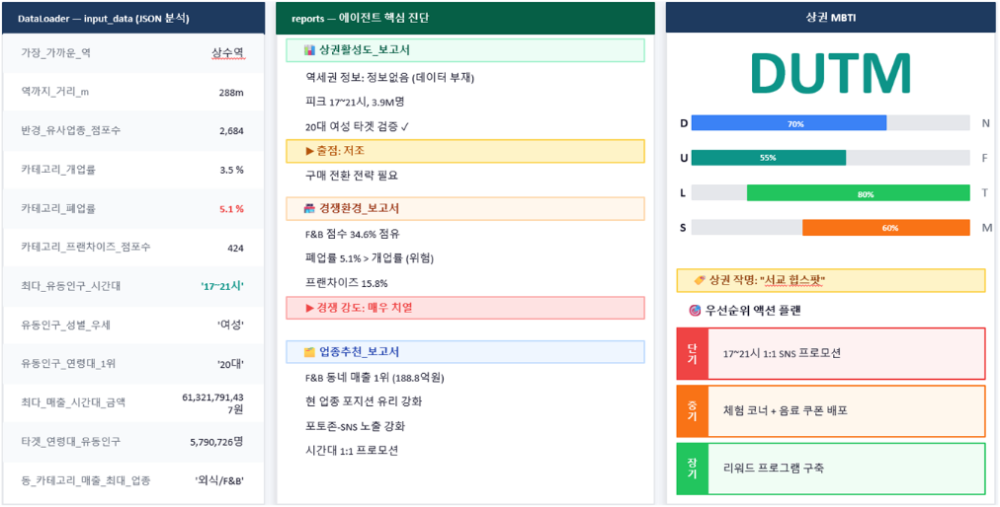 DataLoader — input_data (JSON 분석)
가장_가까운_역 상수역
역까지_거리_m 288m
반경_유사업종_점포수 2,684
카테고리_개업률 3.5 %
카테고리_폐업률 5.1 %
카테고리_프랜차이즈_점포수 424
최다_유동인구_시간대 '17~21시'
유동인구_성별_우세 '여성'
유동인구_연령대_1위 '20대'
최다_매출_시간대_금액 61,321,791,43
7원
타겟_연령대_유동인구 5,790,726명
동_카테고리_매출_최대_업종 '외식/F&B'
reports — 에이전트 핵심 진단
상권활성도_보고서
역세권 정보: 정보없음 (데이터 부재)
피크 17~21시, 3.9M명
20대 여성 타겟 검증 ✓
▶ 출점: 저조
구매 전환 전략 필요
경쟁환경_보고서
F&B 점수 34.6% 점유
폐업률 5.1% > 개업률 (위험)
프랜차이즈 15.8%
▶ 경쟁 강도: 매우 치열
업종추천_보고서
F&B 동네 매출 1위 (188.8억원)
현 업종 포지션 유리 강화
포토존·SNS 노출 강화
시간대 1:1 프로모션
상권 MBTI
DUTM
D 70% N
U 55% F
L 80% T
S 60% M
상권 작명: "서교 힙스팟"
우선순위 액션 플랜
단기 17~21시 1:1 SNS 프로모션
중기 체험 코너 + 음료 쿠폰 배포
장기 리워드 프로그램 구축